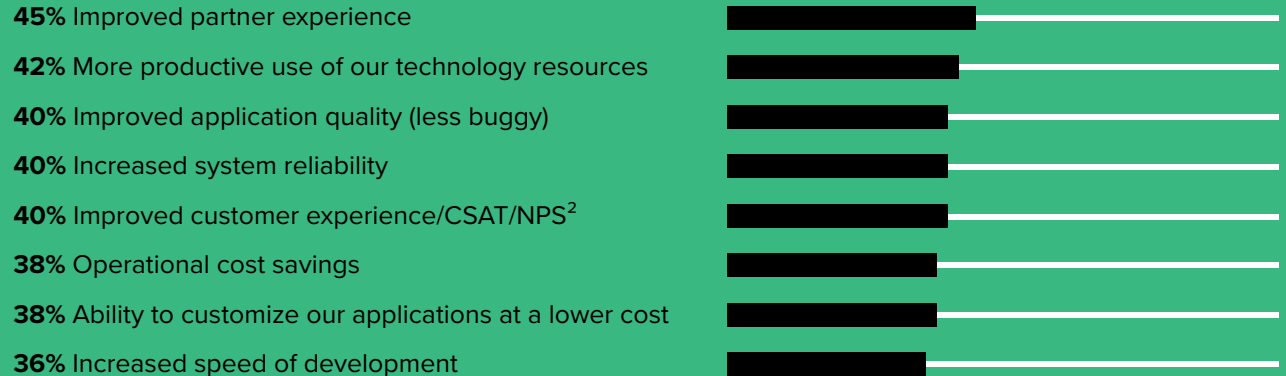 45% Improved partner experience
42% More productive use of our technology resources
40% Improved application quality (less buggy)
40% Increased system reliability
40% Improved customer experience/CSAT/NPS²
38% Operational cost savings
38% Ability to customize our applications at a lower cost
36% Increased speed of development